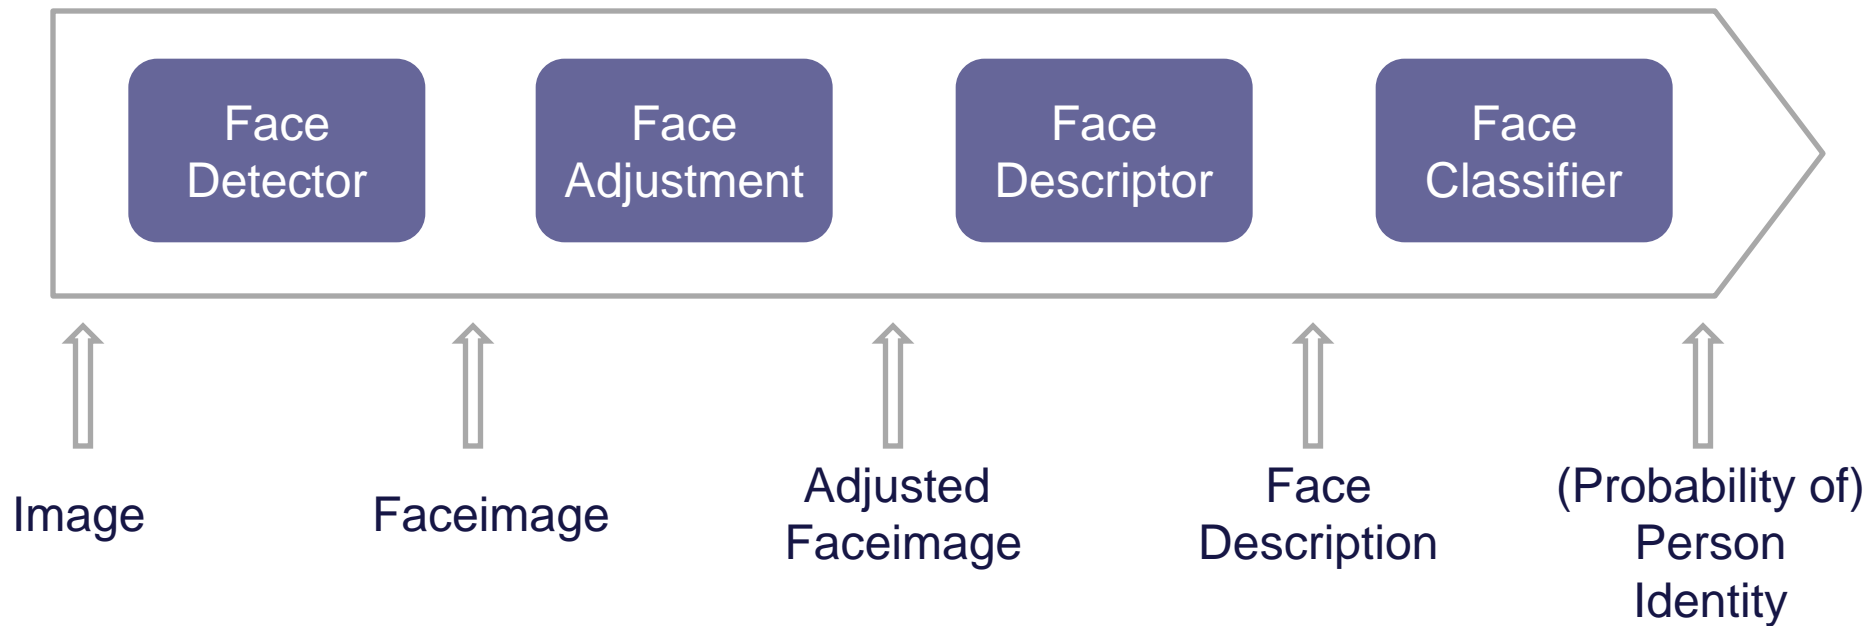 Face
Detector
Face
Adjustment
Face
Descriptor
Face
Classifier
Image
Faceimage
Adjusted
Faceimage
Face
Description
(Probability of)
Person
Identity